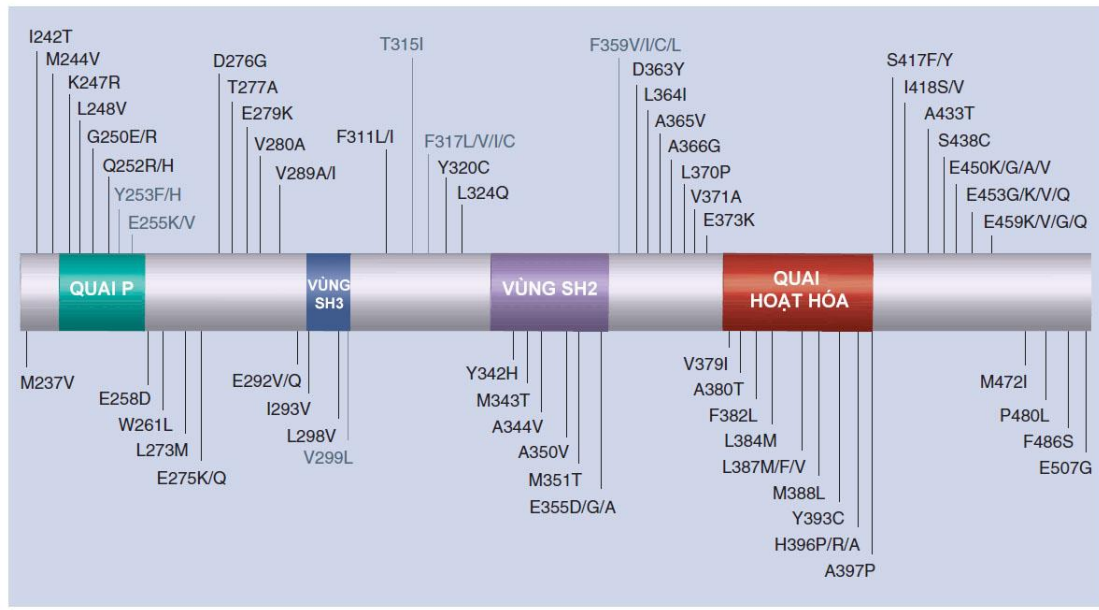 I242T
M244V
K247R
L248V
G250E/R
Q252R/H
Y253F/H
E255K/V
D276G
T277A
E279K
V280A
V289A/I
F311L/I
T315I
F317L/V/I/C
Y320C
L324Q
F359V/I/C/L
D363Y
L364I
A365V
A366G
L370P
V371A
E373K
S417F/Y
I418S/V
A433T
S438C
E450K/G/A/V
E453G/K/V/Q
E459K/V/G/Q
QUAI P
VÙNG
SH3
VÙNG SH2
QUAI
HOẠT HÓA
M237V
E258D
W261L
L273M
E275K/Q
E292V/Q
I293V
L298V
V299L
Y342H
M343T
A344V
A350V
M351T
E355D/G/A
V379I
A380T
F382L
L384M
L387M/F/V
M388L
Y393C
H396P/R/A
A397P
M472I
P480L
F486S
E507G